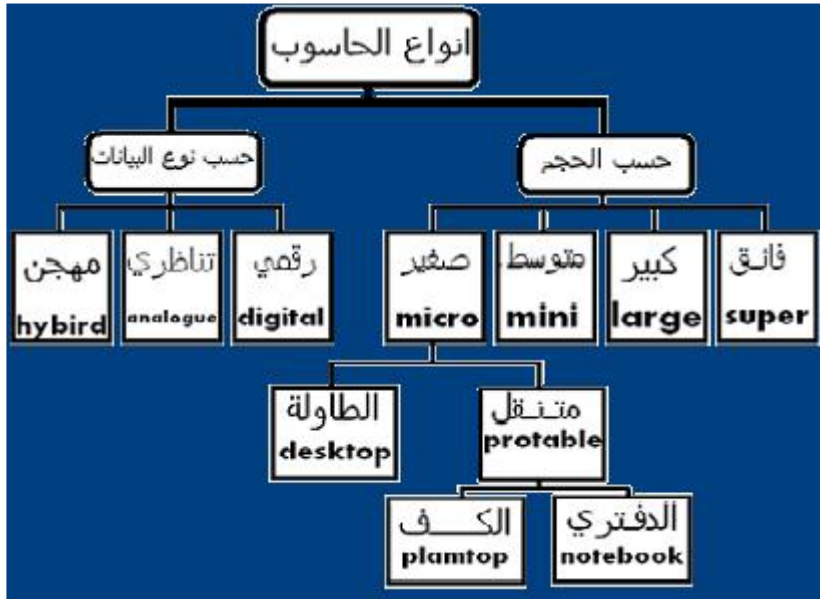 انواع الحاسوب
حسب الحجم
حسب نوع البيانات
فائق
super
كبير
large
متوسط
mini
صغير
micro
رقمي
digital
تناظري
analogue
مهجن
hybird
متنقل
protable
الطاولة
desktop
الدفتري
notebook
الكف
plamtop